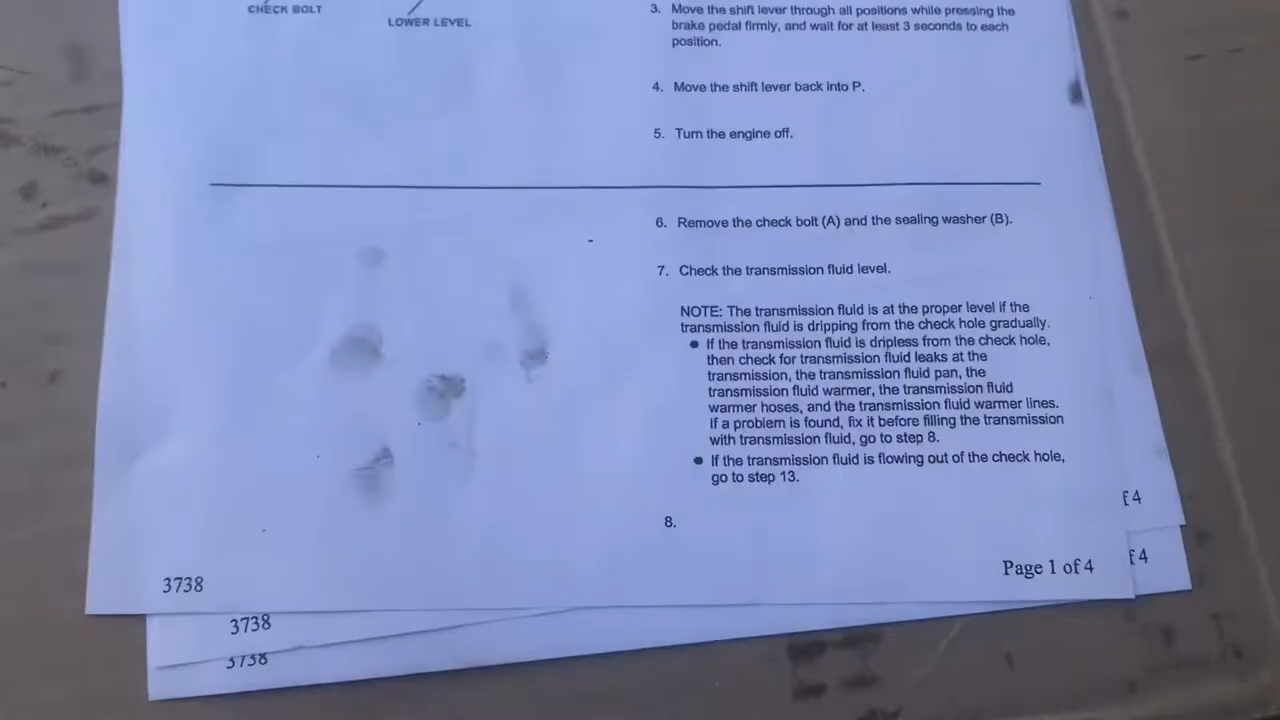 CHECK BOLT
LOWER LEVEL
3. Move the shift lever through all positions while pressing the
brake pedal firmly, and wait for at least 3 seconds to each
position.
4. Move the shift lever back into P.
5. Turn the engine off.
6. Remove the check bolt (A) and the sealing washer (B).
7. Check the transmission fluid level.
NOTE: The transmission fluid is at the proper level if the
transmission fluid is dripping from the check hole gradually.
● If the transmission fluid is dripless from the check hole,
then check for transmission fluid leaks at the
transmission, the transmission fluid pan, the
transmission fluid warmer, the transmission fluid
warmer hoses, and the transmission fluid warmer lines.
If a problem is found, fix it before filling the transmission
with transmission fluid, go to step 8.
● If the transmission fluid is flowing out of the check hole,
go to step 13.
8.
3738
Page 1 of 4
f 4
f 4
3738
3738